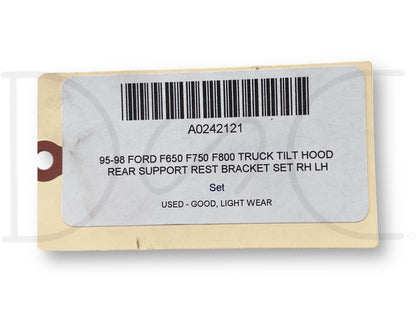 A0242121
95-98 FORD F650 F750 F800 TRUCK TILT HOOD
REAR SUPPORT REST BRACKET SET RH LH
Set
USED - GOOD, LIGHT WEAR